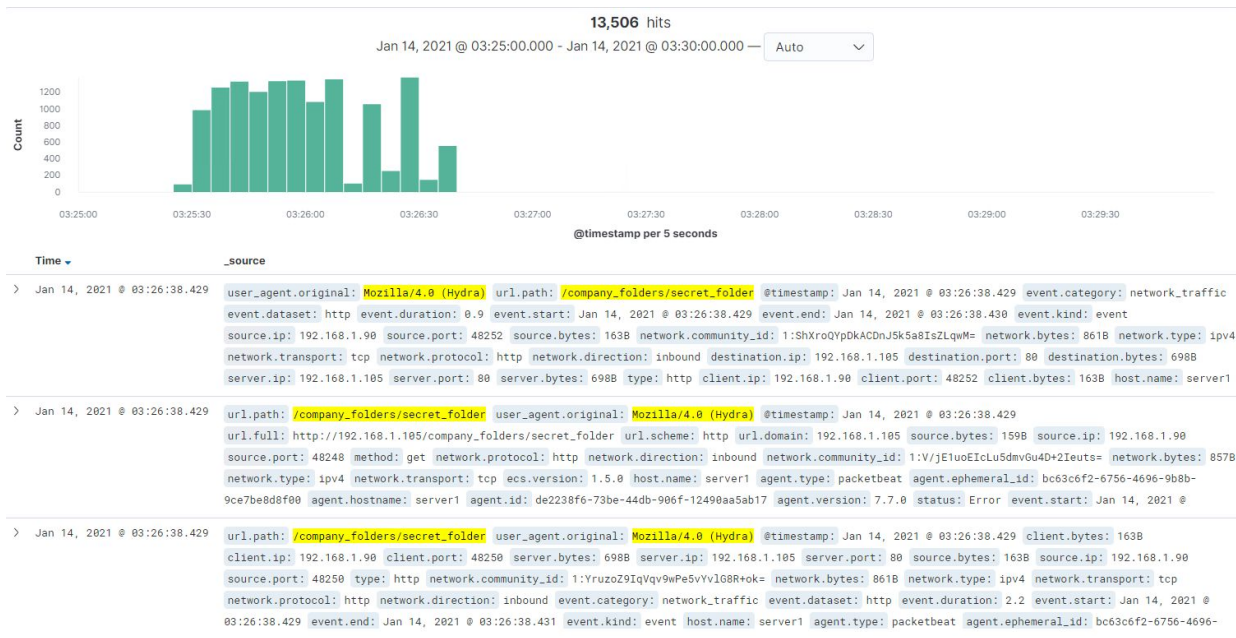 13,506 hits
Jan 14, 2021 @ 03:25:00.000 - Jan 14, 2021 @ 03:30:00.000 — Auto
Count
1200
1000
800
600
400
200
0
03:25:00 03:25:30 03:26:00 03:26:30 03:27:00 03:27:30 03:28:00 03:28:30 03:29:00 03:29:30
@timestamp per 5 seconds
Time _source
Jan 14, 2021 @ 03:26:38.429 user_agent.original: Mozilla/4.0 (Hydra) url.path: /company_folders/secret_folder @timestamp: Jan 14, 2021 @ 03:26:38.429 event.category: network_traffic
event.dataset: http event.duration: 0.9 event.start: Jan 14, 2021 @ 03:26:38.429 event.end: Jan 14, 2021 @ 03:26:38.430 event.kind: event
source.ip: 192.168.1.90 source.port: 48252 source.bytes: 163B network.community_id: 1:ShXroQYpDkACDnJ5k5a8IsZLqwM= network.bytes: 861B network.type: ipv4
network.transport: tcp network.protocol: http network.direction: inbound destination.ip: 192.168.1.105 destination.port: 80 destination.bytes: 698B
server.ip: 192.168.1.105 server.port: 80 server.bytes: 698B type: http client.ip: 192.168.1.90 client.port: 48252 client.bytes: 163B host.name: server1
Jan 14, 2021 @ 03:26:38.429 url.path: /company_folders/secret_folder user_agent.original: Mozilla/4.0 (Hydra) @timestamp: Jan 14, 2021 @ 03:26:38.429
url.full: http://192.168.1.105/company_folders/secret_folder url.scheme: http url.domain: 192.168.1.105 source.bytes: 159B source.ip: 192.168.1.90
source.port: 48248 method: get network.protocol: http network.direction: inbound network.community_id: 1:V/jE1uoEIcLu5dmvGu4D+2Ieuts= network.bytes: 857B
network.type: ipv4 network.transport: tcp ecs.version: 1.5.0 host.name: server1 agent.type: packetbeat agent.ephemeral_id: bc63c6f2-6756-4696-9b8b-
9ce7be8d8f00 agent.hostname: server1 agent.id: de2238f6-73be-44db-906f-12490aa5ab17 agent.version: 7.7.0 status: Error event.start: Jan 14, 2021 @
Jan 14, 2021 @ 03:26:38.429 url.path: /company_folders/secret_folder user_agent.original: Mozilla/4.0 (Hydra) @timestamp: Jan 14, 2021 @ 03:26:38.429 client.bytes: 163B
client.ip: 192.168.1.90 client.port: 48250 server.bytes: 698B server.ip: 192.168.1.105 server.port: 80 source.bytes: 163B source.ip: 192.168.1.90
source.port: 48250 type: http network.community_id: 1:YruzoZ9IqVqv9wPe5vYvlG8R+ok= network.bytes: 861B network.type: ipv4 network.transport: tcp
network.protocol: http network.direction: inbound event.category: network_traffic event.dataset: http event.duration: 2.2 event.start: Jan 14, 2021 @
03:26:38.429 event.end: Jan 14, 2021 @ 03:26:38.431 event.kind: event host.name: server1 agent.type: packetbeat agent.ephemeral_id: bc63c6f2-6756-4696-